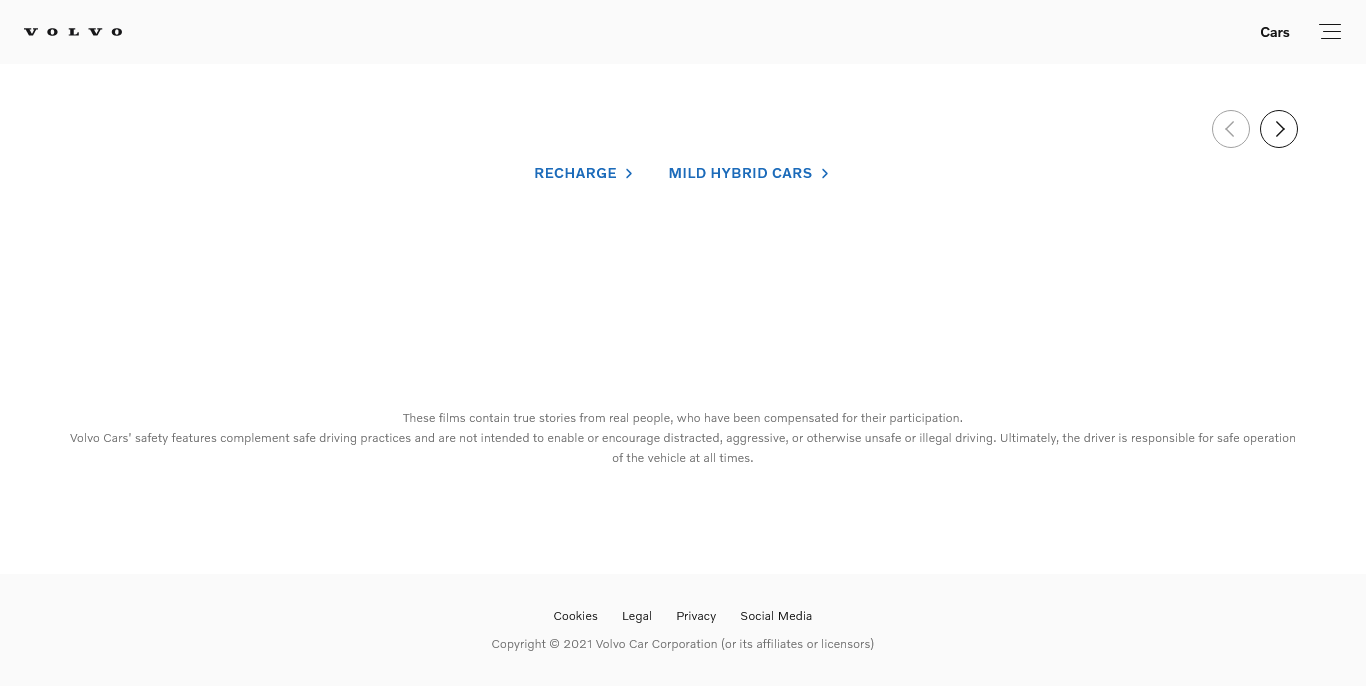 VOLVO
Cars
RECHARGE
MILD HYBRID CARS
These films contain true stories from real people, who have been compensated for their participation.
Volvo Cars' safety features complement safe driving practices and are not intended to enable or encourage distracted, aggressive, or otherwise unsafe or illegal driving. Ultimately, the driver is responsible for safe operation
of the vehicle at all times.
Cookies Legal Privacy Social Media
Copyright © 2021 Volvo Car Corporation (or its affiliates or licensors)